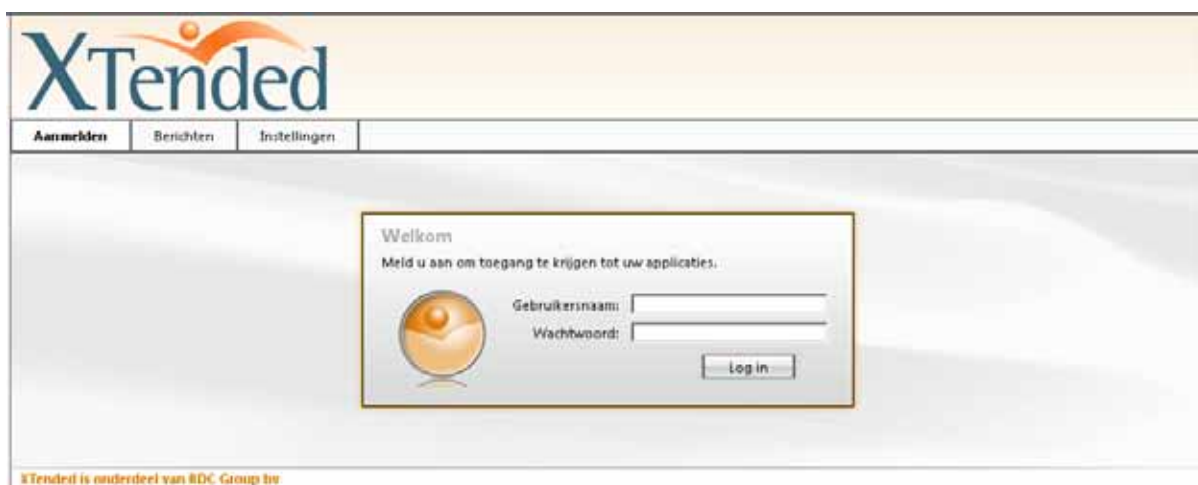 XTended
Aanmelden Berichten Instellingen
Welkom
Meld u aan om toegang te krijgen tot uw applicaties.
Gebruikersnaam:
Wachtwoord:
Log in
XTended is onderdeel van RDC Group bv